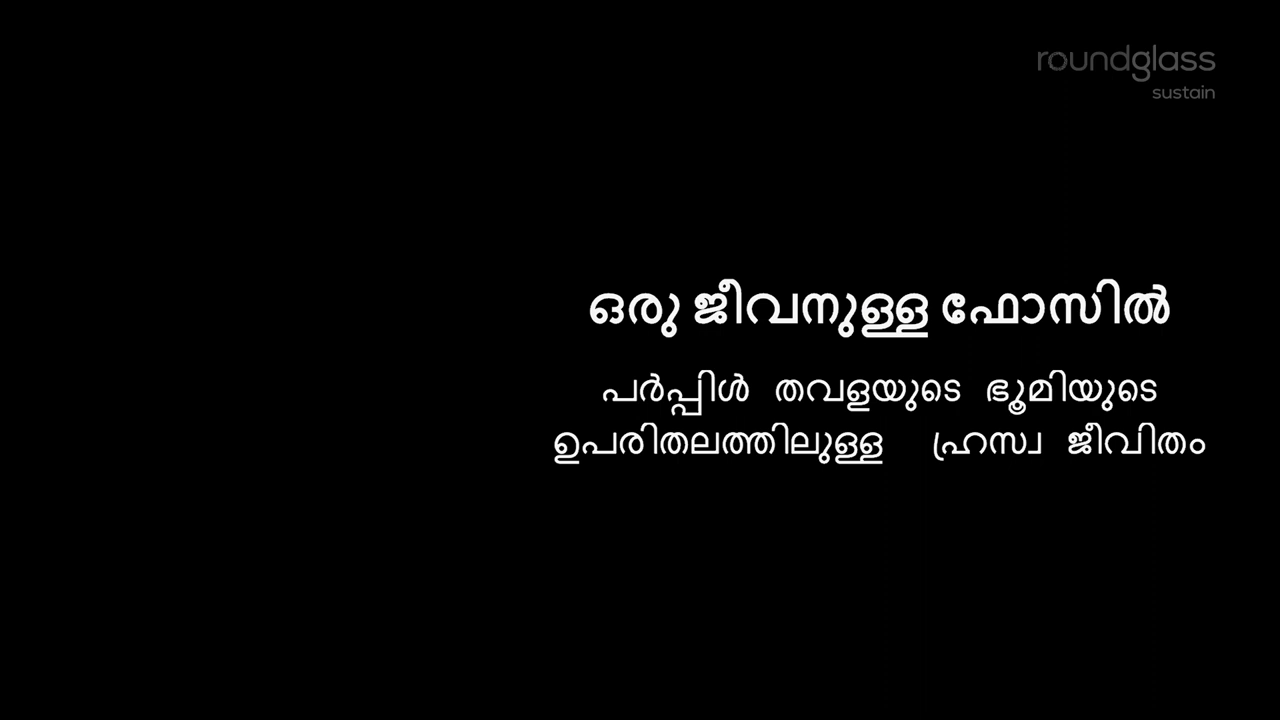 roundglass
sustain
ഒരു ജീവനുള്ള ഫോസിൽ
പർപ്പിൾ തവളയുടെ ഭൂമിയുടെ
ഉപരിതലത്തിലുള്ള ഹ്രസ്വ ജീവിതം